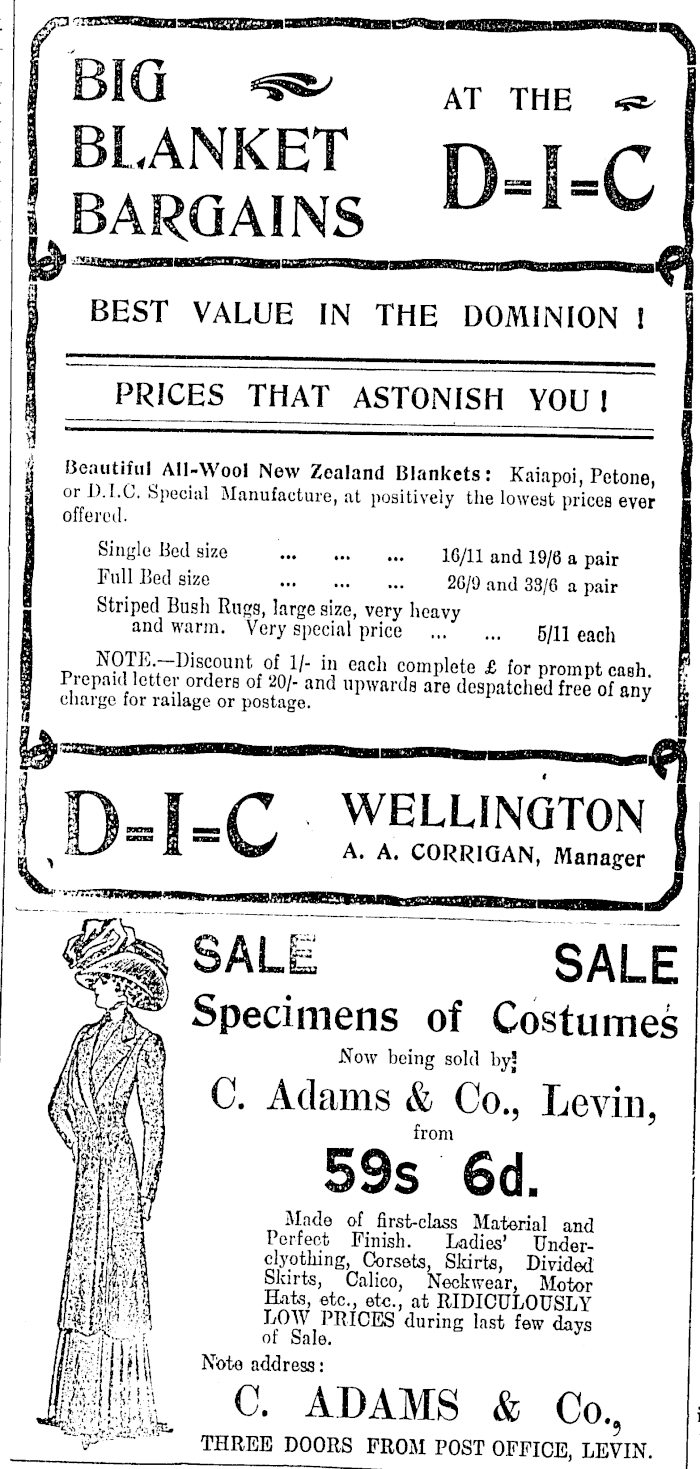 BIG
BLANKET
BARGAINS
AT THE
D=I=C
BEST VALUE IN THE DOMINION !
PRICES THAT ASTONISH YOU !
Beautiful All-Wool New Zealand Blankets: Kaiapoi, Petone,
or D.I.C. Special Manufacture, at positively the lowest prices ever
offered.
Single Bed size ... ... ... 16/11 and 19/6 a pair
Full Bed size ... ... ... 26/9 and 33/6 a pair
Striped Bush Rugs, large size, very heavy
and warm. Very special price ... ... 5/11 each
NOTE.—Discount of 1/- in each complete £ for prompt cash.
Prepaid letter orders of 20/- and upwards are despatched free of any
charge for railage or postage.
D=I=C
WELLINGTON
A. A. CORRIGAN, Manager
SALE SALE
Specimens of Costumes
Now being sold by:
C. Adams & Co., Levin,
from
59s 6d.
Made of first-class Material and
Perfect Finish. Ladies' Under-
clyothing, Corsets, Skirts, Divided
Skirts, Calico, Neckwear, Motor
Hats, etc., etc., at RIDICULOUSLY
LOW PRICES during last few days
of Sale.
Note address:
C. ADAMS & Co.,
THREE DOORS FROM POST OFFICE, LEVIN.